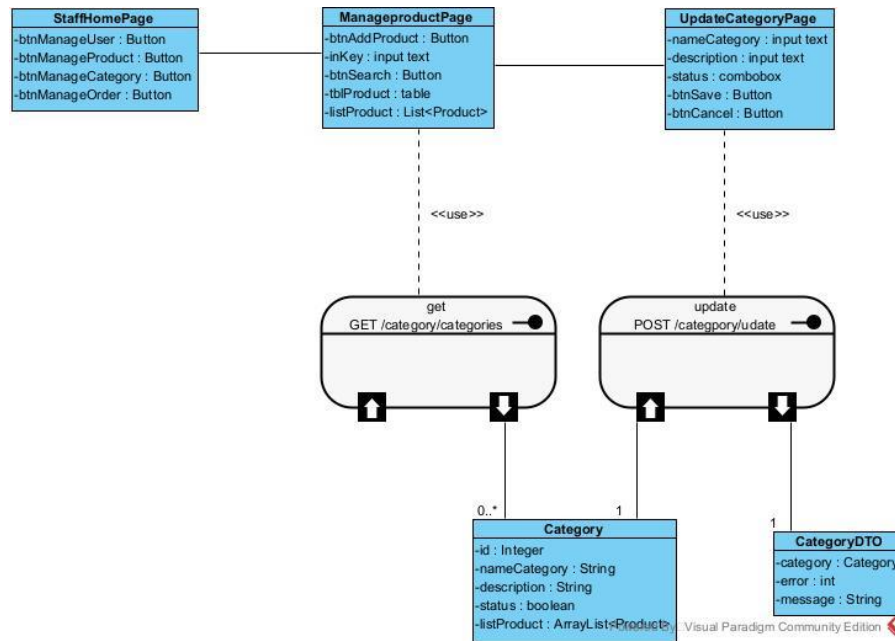 StaffHomePage
-btnManageUser : Button
-btnManageProduct : Button
-btnManageCategory : Button
-btnManageOrder : Button
ManageproductPage
-btnAddProduct : Button
-inKey : input text
-btnSearch : Button
-tblProduct : table
-listProduct : List<Product>
UpdateCategoryPage
-nameCategory : input text
-description : input text
-status : combobox
-btnSave : Button
-btnCancel : Button
<<use>>
<<use>>
get
GET /category/categories
update
POST /categpory/udate
0..*
1
1
Category
-id : Integer
-nameCategory : String
-description : String
-status : boolean
-listProduct : ArrayList<Product>
CategoryDTO
-category : Category
-error : int
-message : String
Visual Paradigm Community Edition